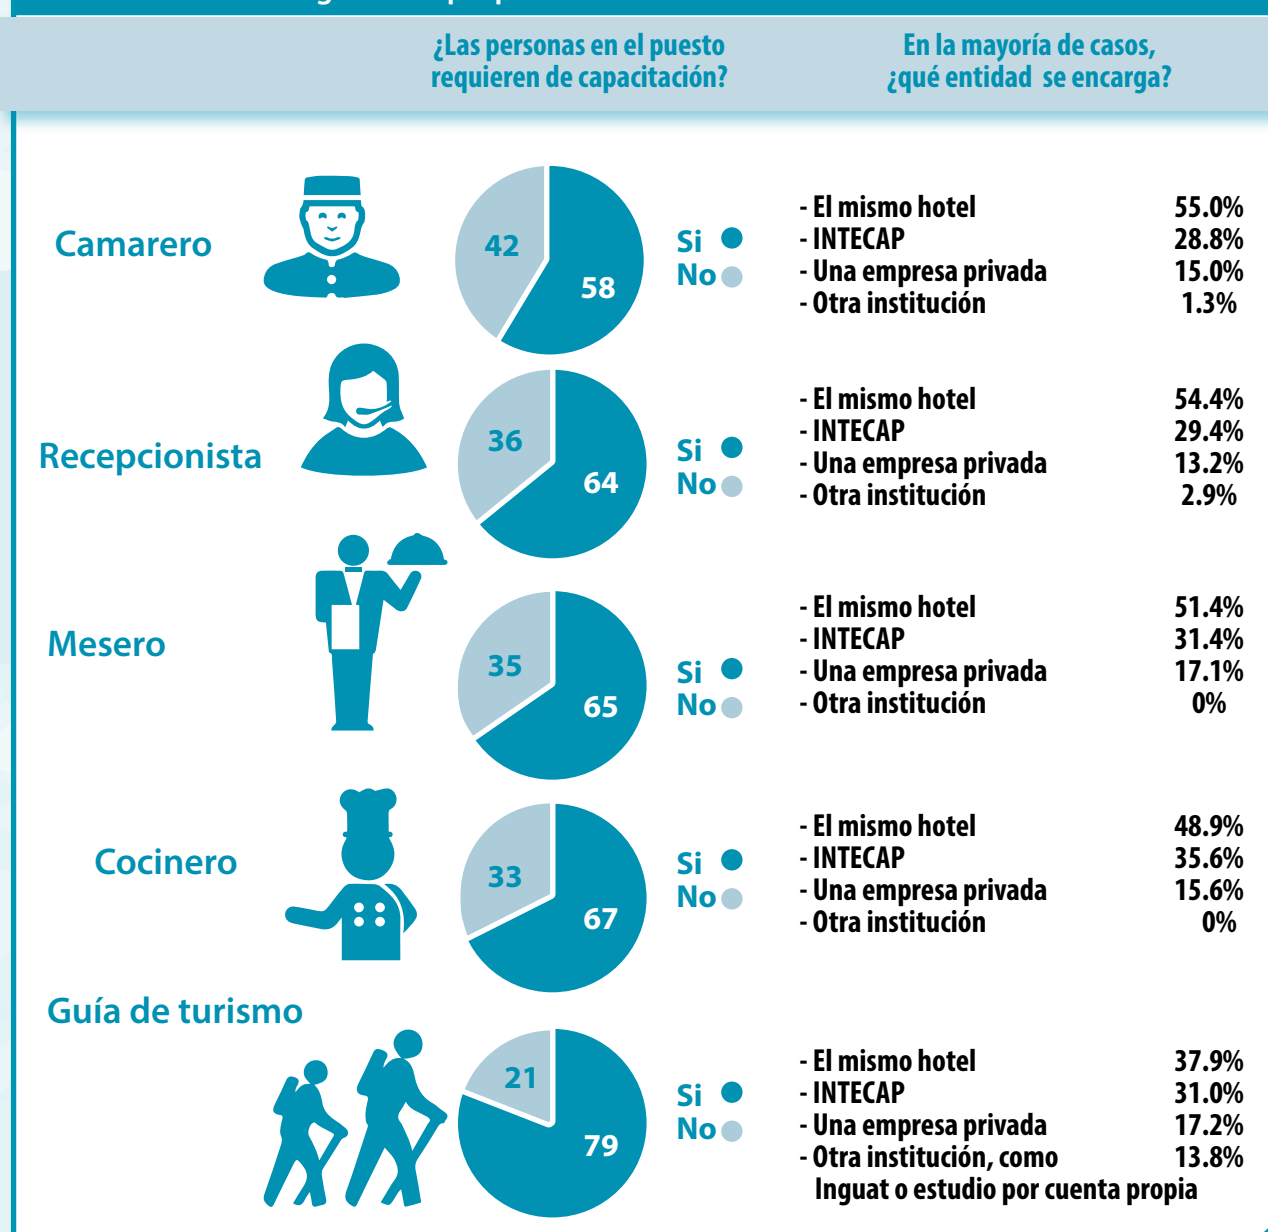 ¿Las personas en el puesto
requieren de capacitación?
En la mayoría de casos,
¿qué entidad se encarga?
Camarero
42
58
Si
No
- El mismo hotel 55.0%
- INTECAP 28.8%
- Una empresa privada 15.0%
- Otra institución 1.3%
Recepcionista
36
64
Si
No
- El mismo hotel 54.4%
- INTECAP 29.4%
- Una empresa privada 13.2%
- Otra institución 2.9%
Mesero
35
65
Si
No
- El mismo hotel 51.4%
- INTECAP 31.4%
- Una empresa privada 17.1%
- Otra institución 0%
Cocinero
33
67
Si
No
- El mismo hotel 48.9%
- INTECAP 35.6%
- Una empresa privada 15.6%
- Otra institución 0%
Guía de turismo
21
79
Si
No
- El mismo hotel 37.9%
- INTECAP 31.0%
- Una empresa privada 17.2%
- Otra institución, como 13.8%
Inguat o estudio por cuenta propia